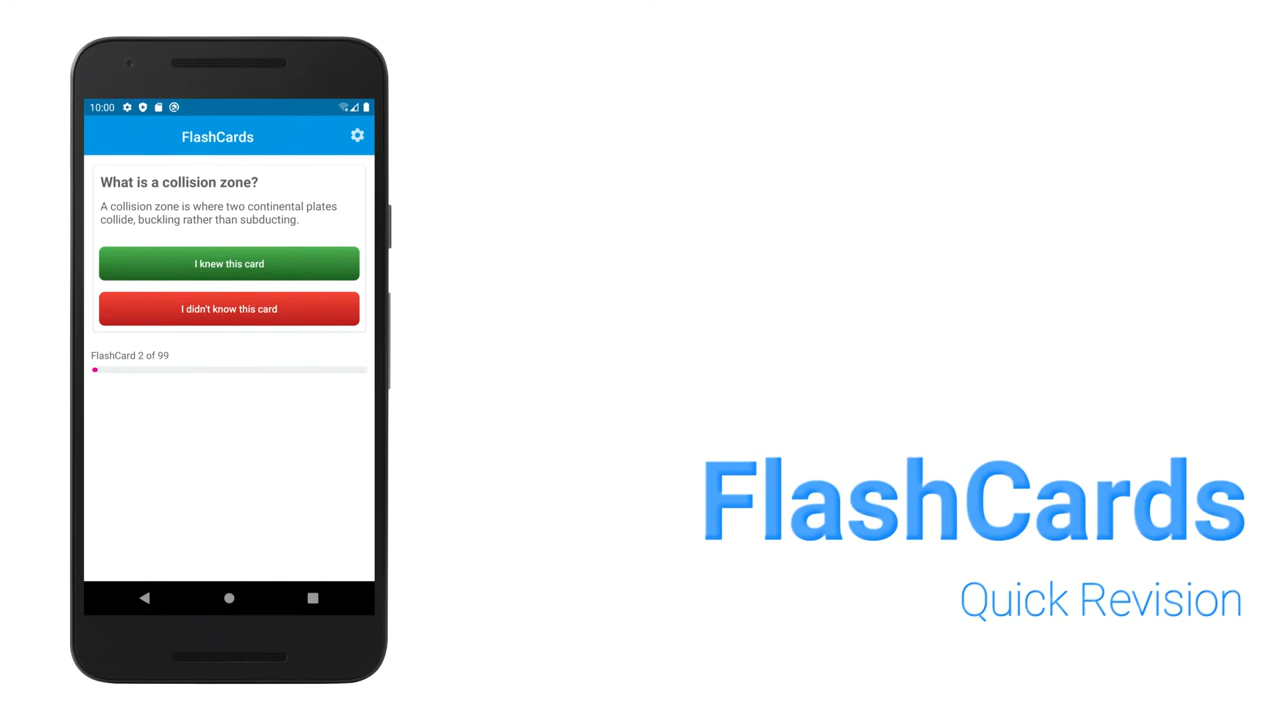 10:00
FlashCards
What is a collision zone?
A collision zone is where two continental plates
collide, buckling rather than subducting.
I knew this card
I didn't know this card
FlashCard 2 of 99
FlashCards
Quick Revision